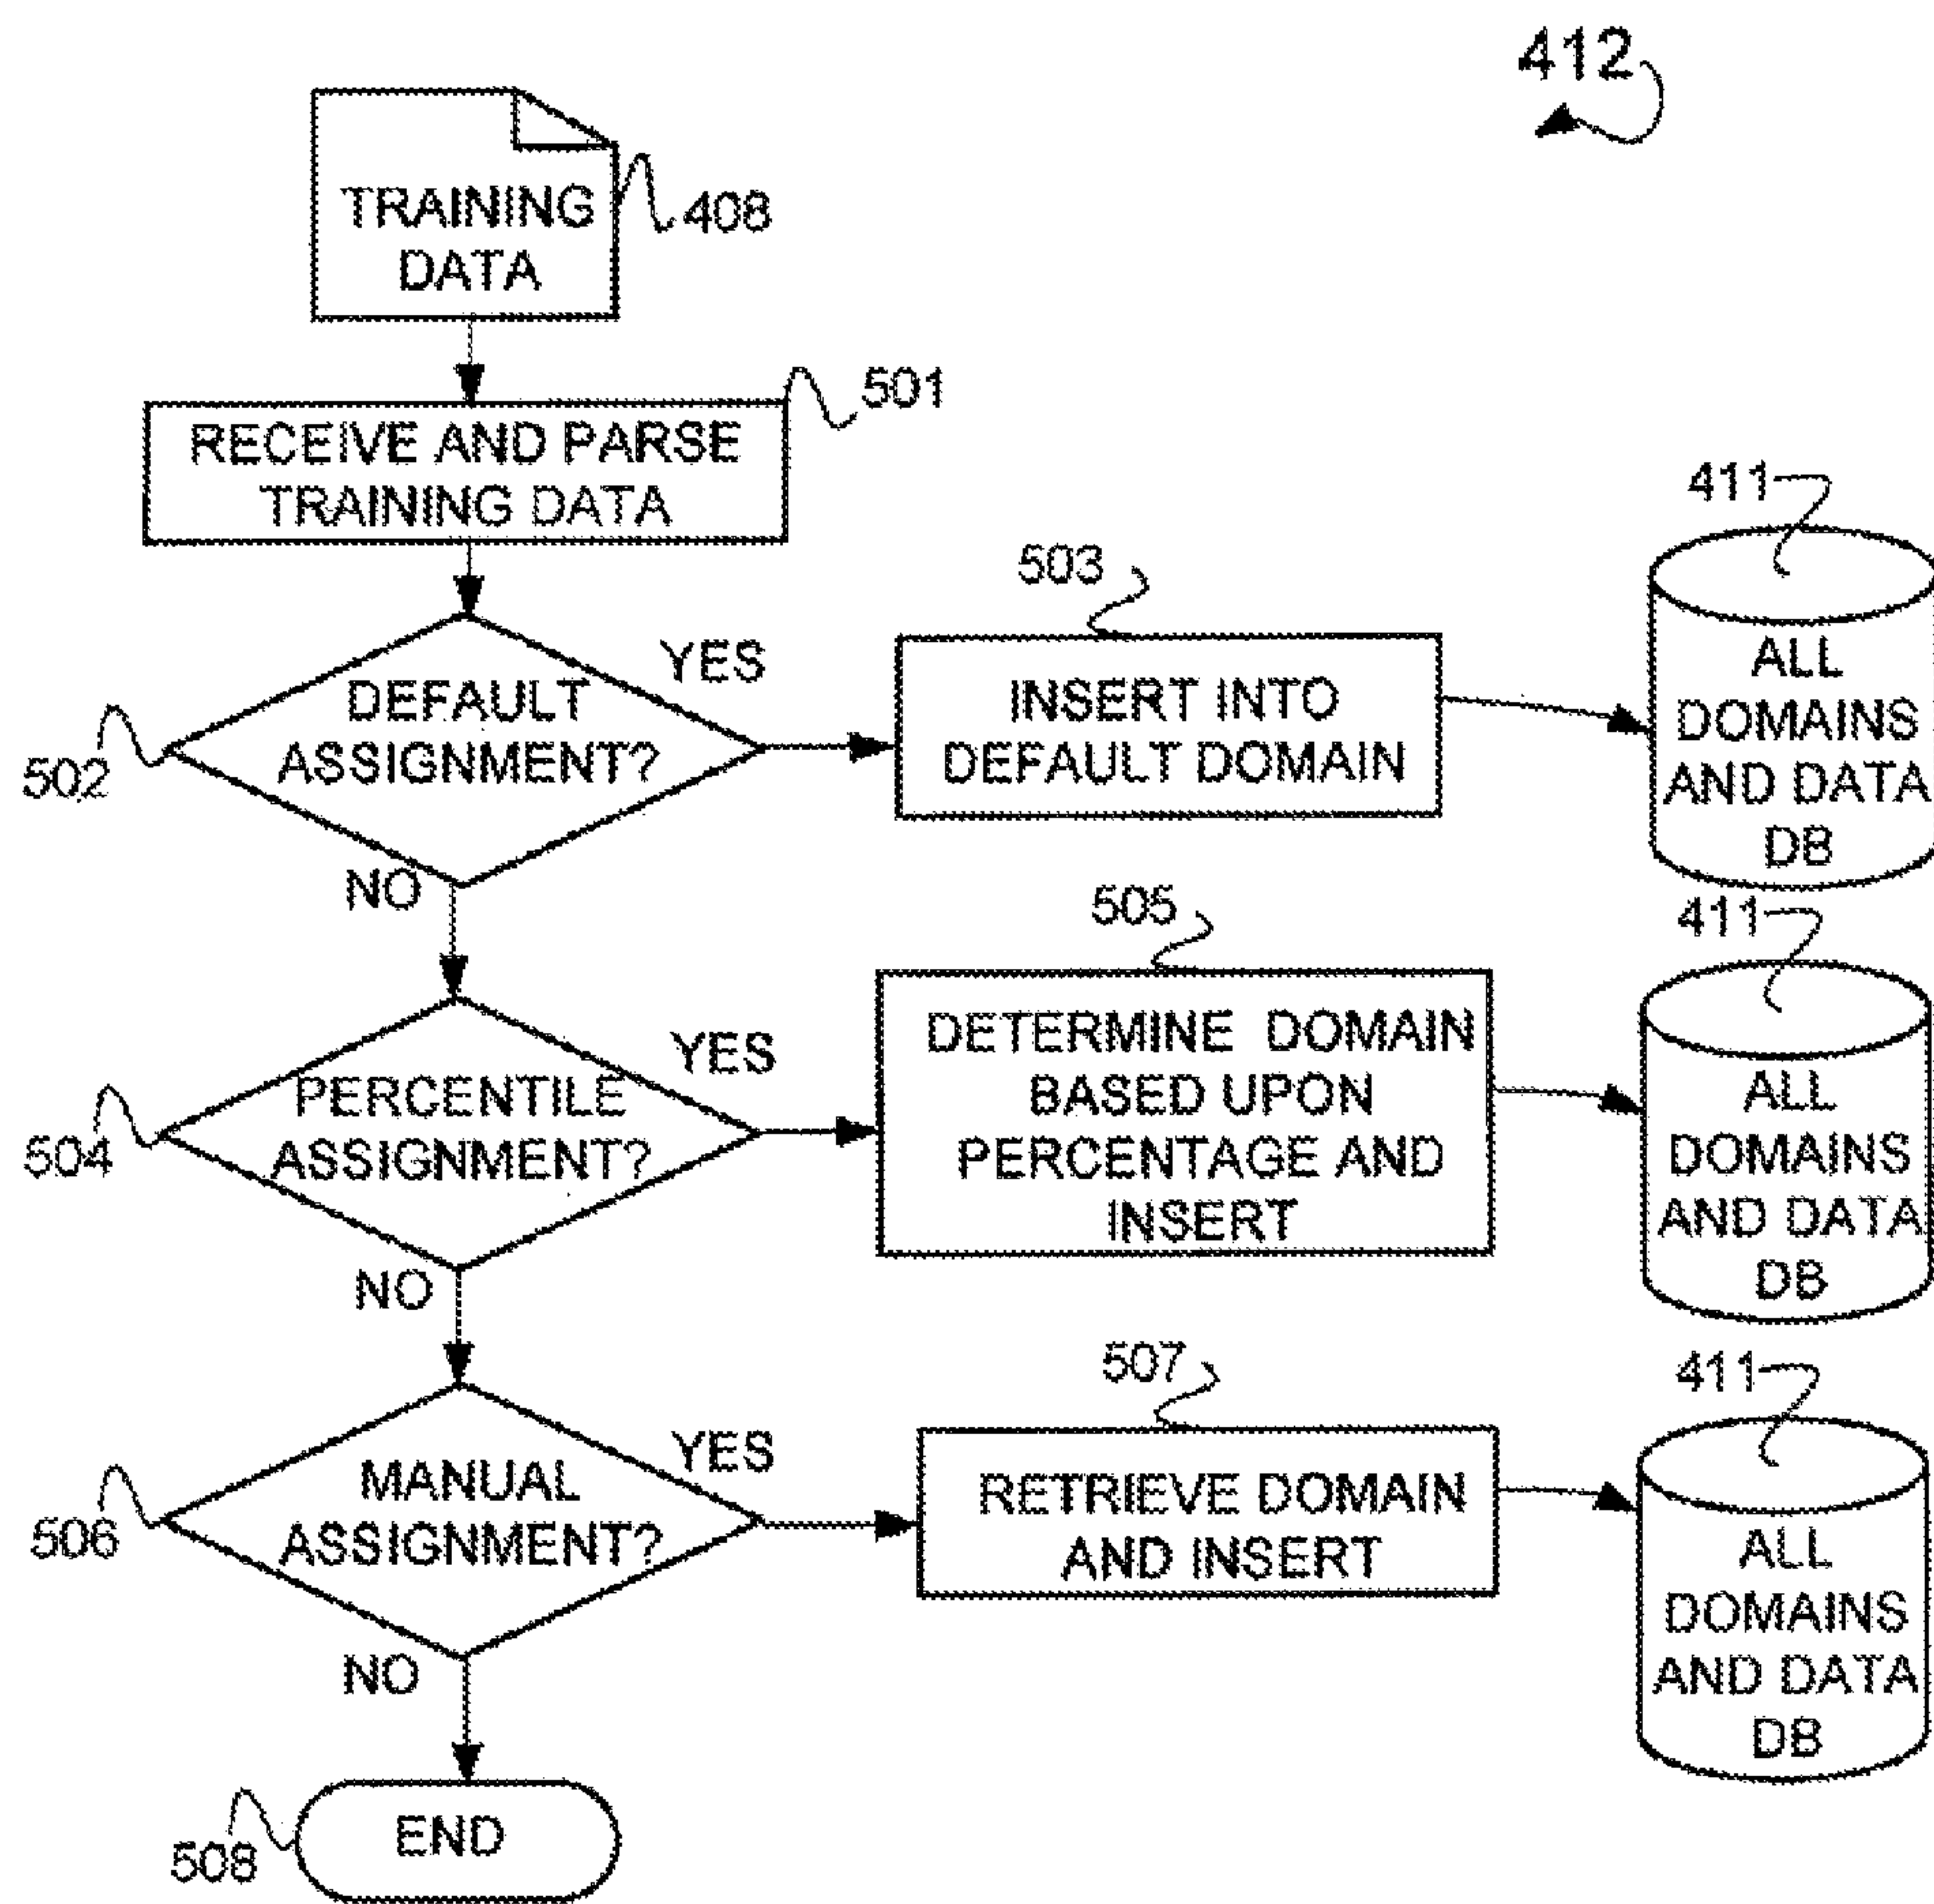 412
TRAINING
DATA
408
RECEIVE AND PARSE
TRAINING DATA
501
DEFAULT
ASSIGNMENT?
502
YES
NO
503
INSERT INTO
DEFAULT DOMAIN
411
ALL
DOMAINS
AND DATA
DB
PERCENTILE
ASSIGNMENT?
504
YES
NO
505
DETERMINE DOMAIN
BASED UPON
PERCENTAGE AND
INSERT
411
ALL
DOMAINS
AND DATA
DB
MANUAL
ASSIGNMENT?
506
YES
NO
507
RETRIEVE DOMAIN
AND INSERT
411
ALL
DOMAINS
AND DATA
DB
END
508